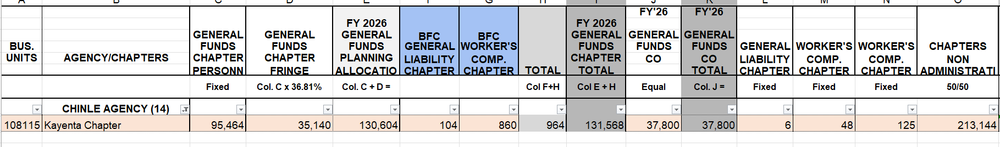 A B C D E F G H I J K L M N O
BUS. UNITS AGENCY/CHAPTERS GENERAL FUNDS CHAPTER PERSONN GENERAL FUNDS CHAPTER FRINGE FY 2026 GENERAL FUNDS PLANNING ALLOCATIO BFC GENERAL LIABILITY CHAPTER BFC WORKER'S COMP. CHAPTER TOTAL FY 2026 GENERAL FUNDS CHAPTER TOTAL FY'26 GENERAL FUNDS CO FY'26 GENERAL FUNDS CO TOTAL GENERAL LIABILITY CHAPTER WORKER'S COMP. CHAPTER WORKER'S COMP. CHAPTER CHAPTERS NON ADMINISTRATI
Fixed Col. C x 36.81% Col. C + D = Col F+H Col E + H Equal Col. J = Fixed Fixed Fixed 50/50
CHINLE AGENCY (14)
108115 Kayenta Chapter 95,464 35,140 130,604 104 860 964 131,568 37,800 37,800 6 48 125 213,144